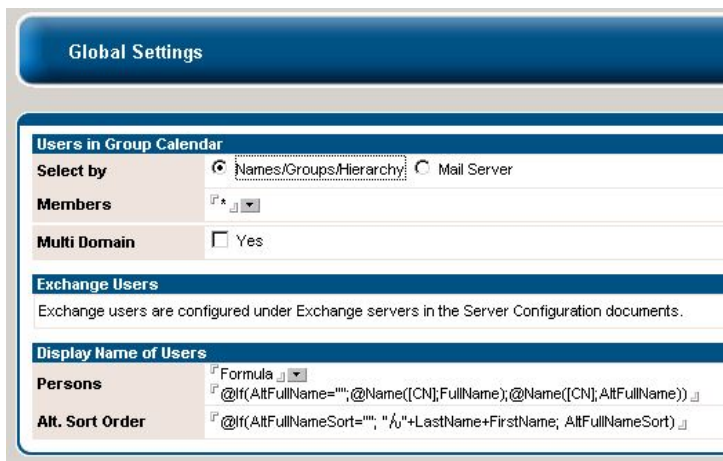 Global Settings
Users in Group Calendar
Select by Names/Groups/Hierarchy Mail Server
Members *
Multi Domain Yes
Exchange Users
Exchange users are configured under Exchange servers in the Server Configuration documents.
Display Name of Users
Persons Formula
@If(AltFullName="";@Name([CN];FullName);@Name([CN];AltFullName))
Alt. Sort Order @If(AltFullNameSort=""; LastName+FirstName; AltFullNameSort)